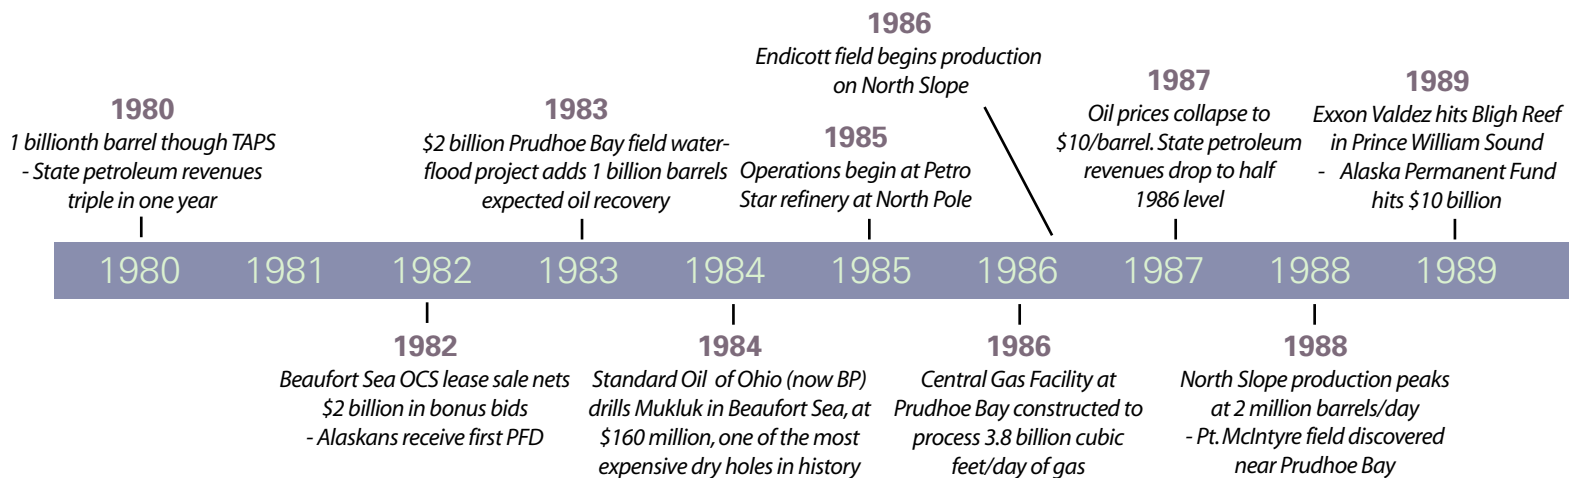 1986
Endicott field begins production
on North Slope
1980
1 billionth barrel though TAPS
- State petroleum revenues
triple in one year
1983
$2 billion Prudhoe Bay field water-
flood project adds 1 billion barrels
expected oil recovery
1985
Operations begin at Petro
Star refinery at North Pole
1987
Oil prices collapse to
$10/barrel. State petroleum
revenues drop to half
1986 level
1989
Exxon Valdez hits Bligh Reef
in Prince William Sound
- Alaska Permanent Fund
hits $10 billion
1980 1981 1982 1983 1984 1985 1986 1987 1988 1989
1982
Beaufort Sea OCS lease sale nets
$2 billion in bonus bids
- Alaskans receive first PFD
1984
Standard Oil of Ohio (now BP)
drills Mukluk in Beaufort Sea, at
$160 million, one of the most
expensive dry holes in history
1986
Central Gas Facility at
Prudhoe Bay constructed to
process 3.8 billion cubic
feet/day of gas
1988
North Slope production peaks
at 2 million barrels/day
- Pt. McIntyre field discovered
near Prudhoe Bay